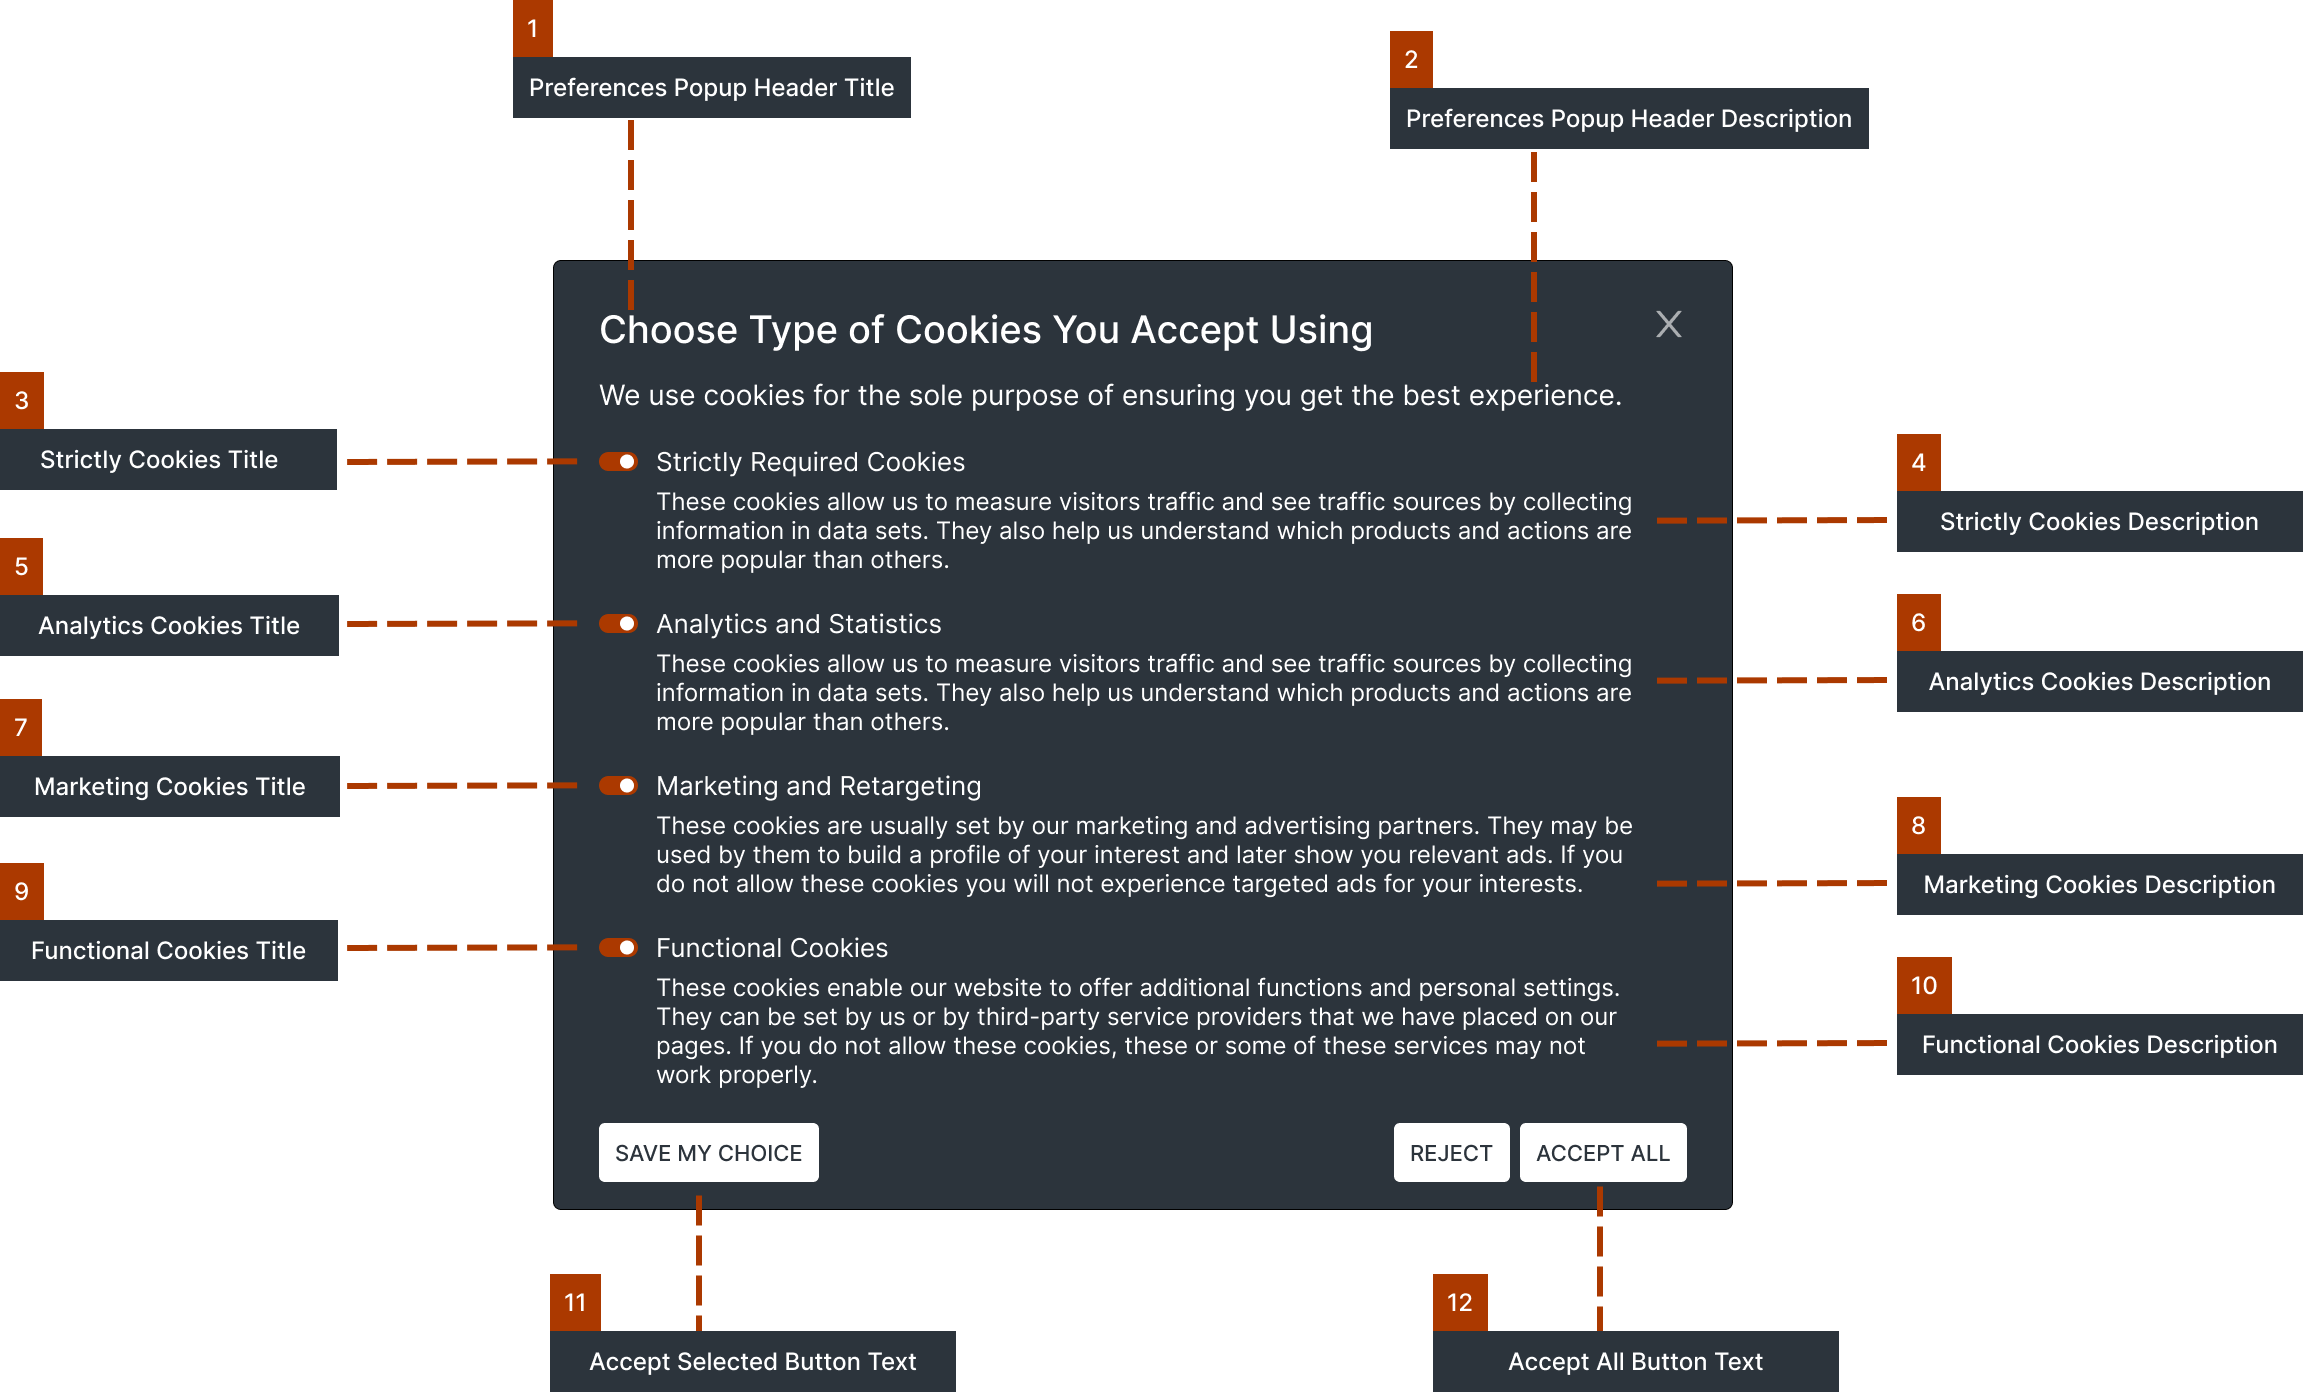 1
Preferences Popup Header Title
2
Preferences Popup Header Description
Choose Type of Cookies You Accept Using
X
We use cookies for the sole purpose of ensuring you get the best experience.
3
Strictly Cookies Title
Strictly Required Cookies
These cookies allow us to measure visitors traffic and see traffic sources by collecting
information in data sets. They also help us understand which products and actions are
more popular than others.
4
Strictly Cookies Description
5
Analytics Cookies Title
Analytics and Statistics
These cookies allow us to measure visitors traffic and see traffic sources by collecting
information in data sets. They also help us understand which products and actions are
more popular than others.
6
Analytics Cookies Description
7
Marketing Cookies Title
Marketing and Retargeting
These cookies are usually set by our marketing and advertising partners. They may be
used by them to build a profile of your interest and later show you relevant ads. If you
do not allow these cookies you will not experience targeted ads for your interests.
8
Marketing Cookies Description
9
Functional Cookies Title
Functional Cookies
These cookies enable our website to offer additional functions and personal settings.
They can be set by us or by third-party service providers that we have placed on our
pages. If you do not allow these cookies, these or some of these services may not
work properly.
10
Functional Cookies Description
SAVE MY CHOICE
REJECT
ACCEPT ALL
11
Accept Selected Button Text
12
Accept All Button Text